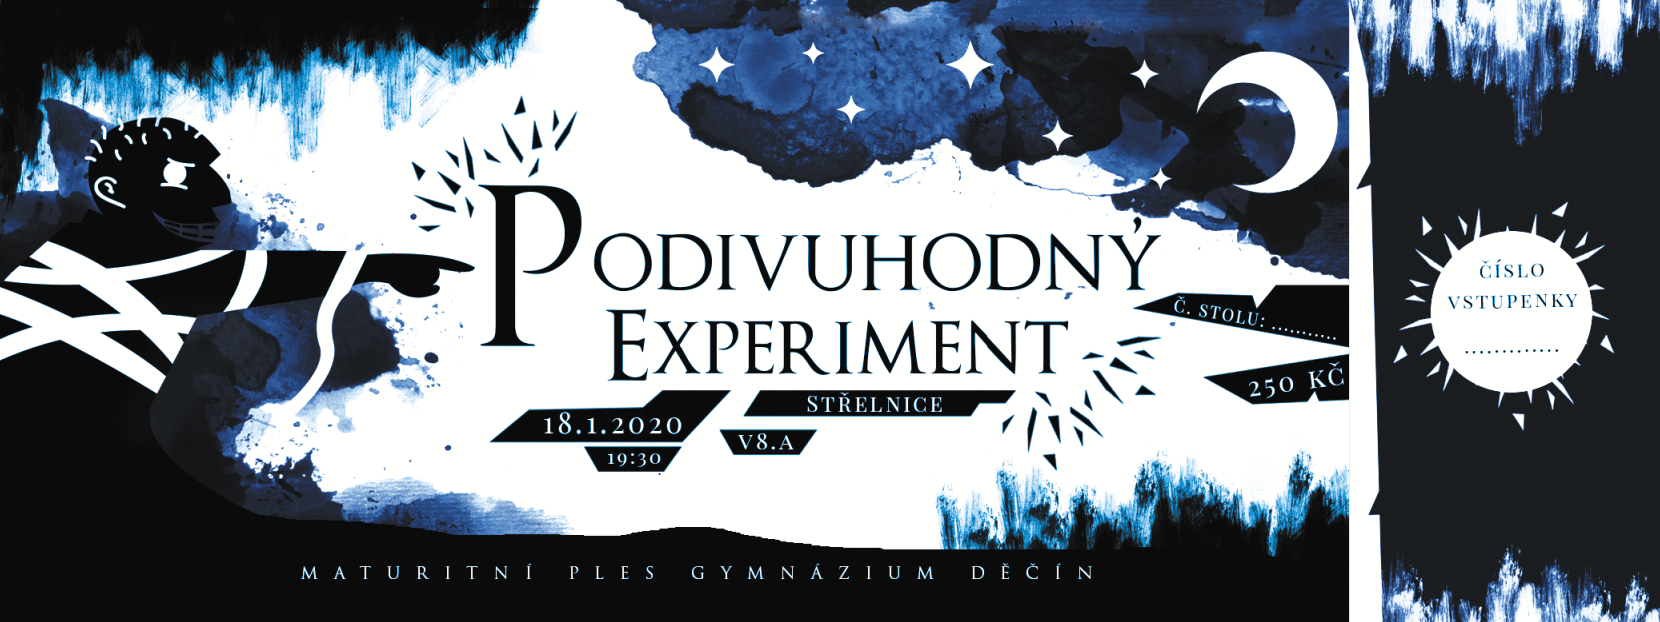 PODIVUHODNÝ
EXPERIMENT
Č. STOLU: ............
250 KČ
18.1.2020
STŘELNICE
19:30
V8.A
MATURITNÍ PLES GYMNÁZIUM DĚČÍN
ČÍSLO
VSTUPENKY
.............